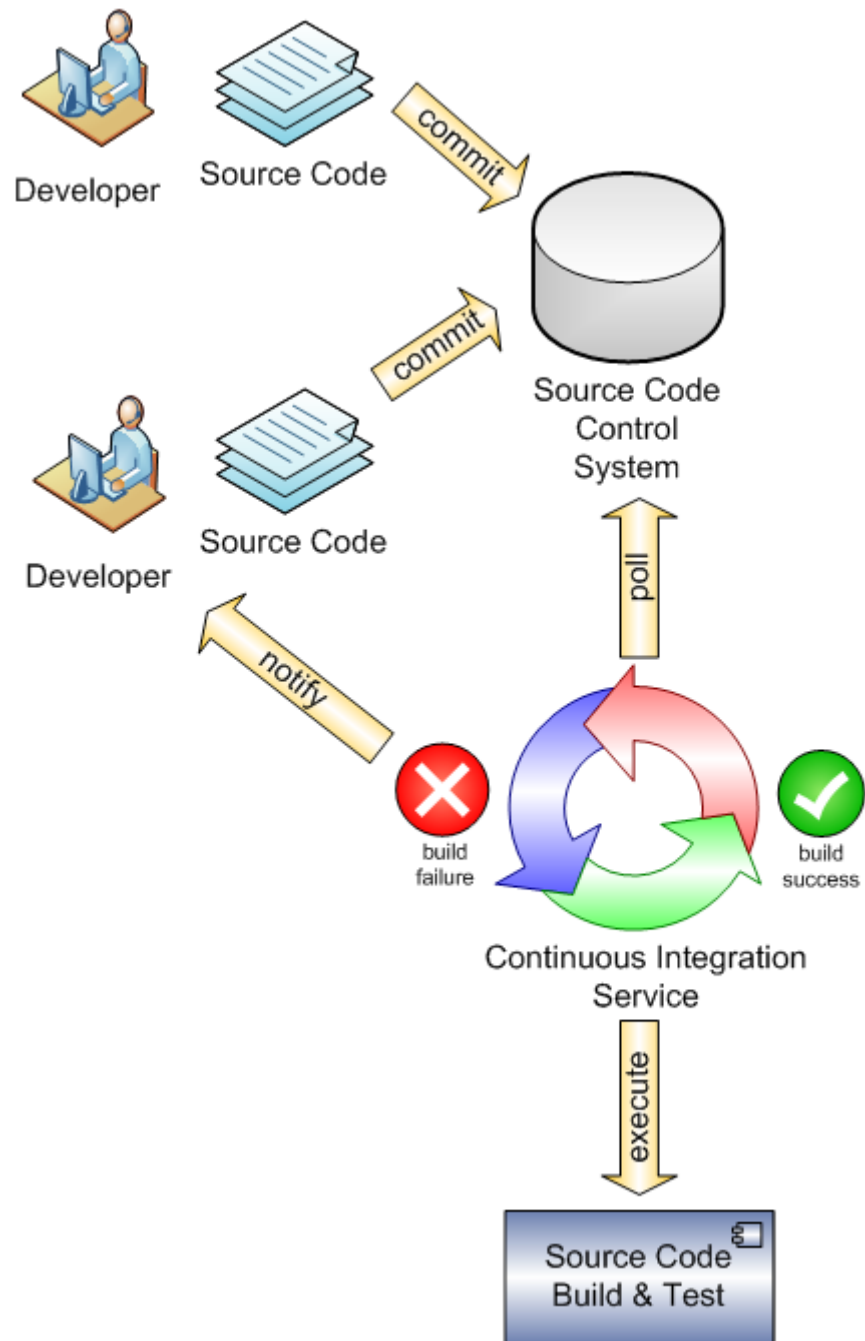 Developer
Source Code
commit
commit
Source Code
Control
System
Developer
Source Code
poll
notify
build
failure
build
success
Continuous Integration
Service
execute
Source Code
Build & Test